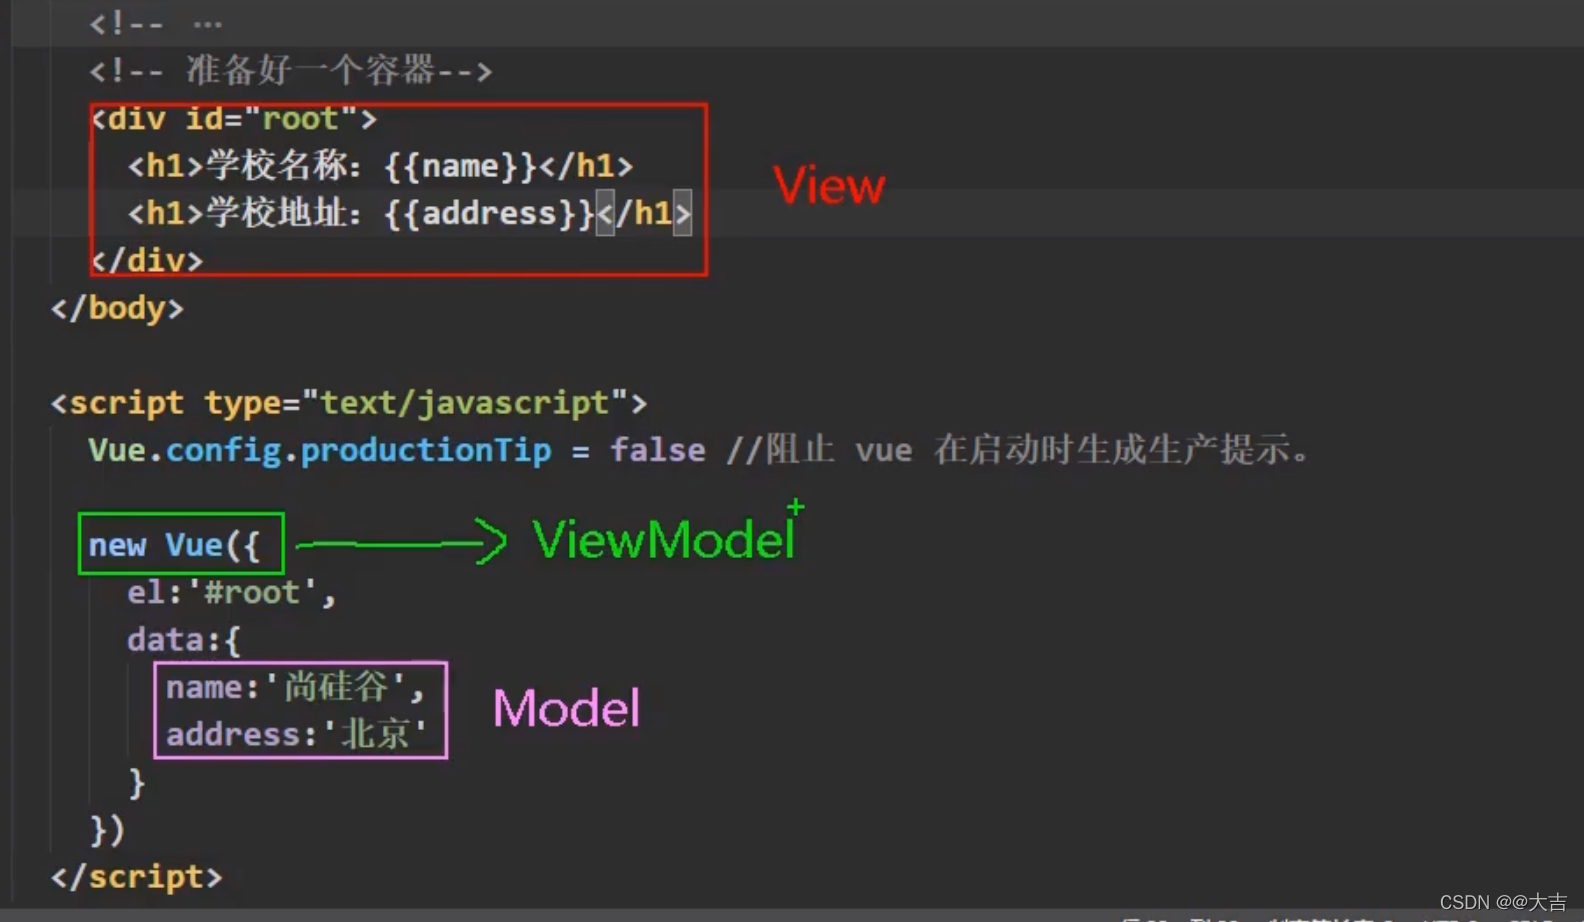 <!-- ...
<!-- 准备好一个容器-->
<div id="root">
<h1>学校名称：{{name}}</h1>
<h1>学校地址：{{address}}</h1>
</div>
View
</body>
<script type="text/javascript">
Vue.config.productionTip = false //阻止 vue 在启动时生成生产提示。
new Vue({
ViewModel
el:'#root',
data:{
name:'尚硅谷',
address:'北京'
Model
}
})
</script>
CSDN @@大吉